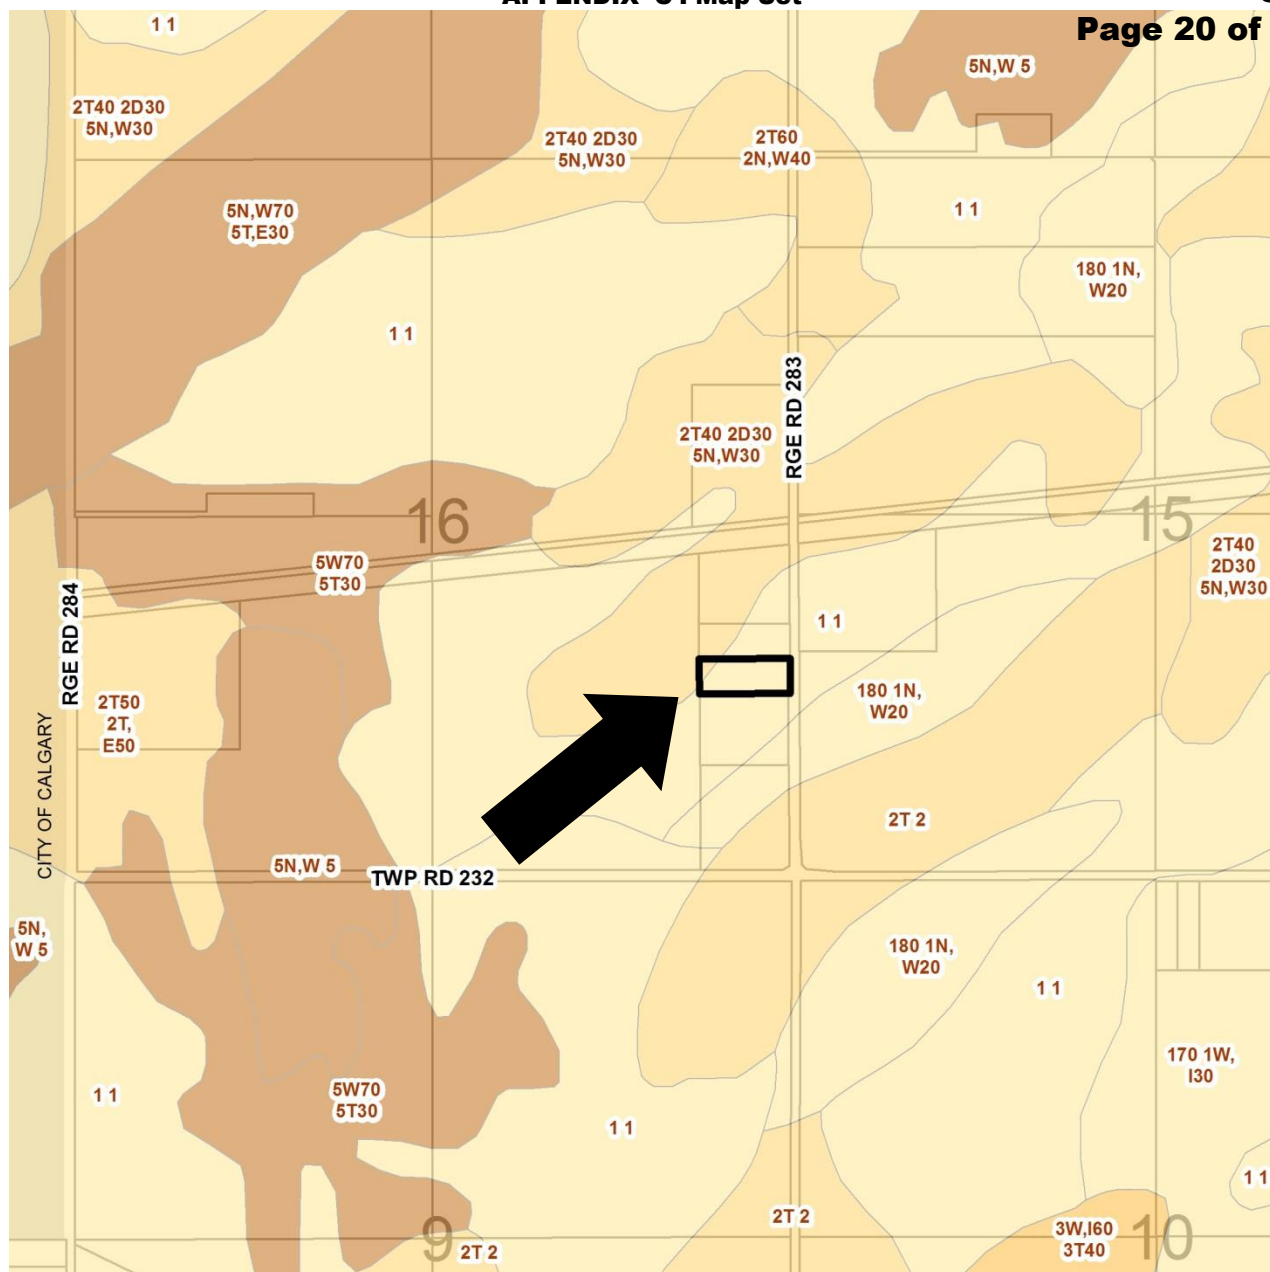 Page 20 of
1 1
5N,W 5
2T40 2D30
5N,W30
2T40 2D30
5N,W30
2T60
2N,W40
5N,W70
5T,E30
1 1
180 1N,
W20
1 1
RGE RD 283
2T40 2D30
5N,W30
16
15
5W70
5T30
2T40
2D30
5N,W30
RGE RD 284
1 1
180 1N,
W20
2T50
2T,
E50
CITY OF CALGARY
2T 2
5N,W 5
TWP RD 232
5N,
W 5
180 1N,
W20
1 1
170 1W,
I30
1 1
5W70
5T30
1 1
1 1
2T 2
3W,I60
3T40
10
9
2T 2